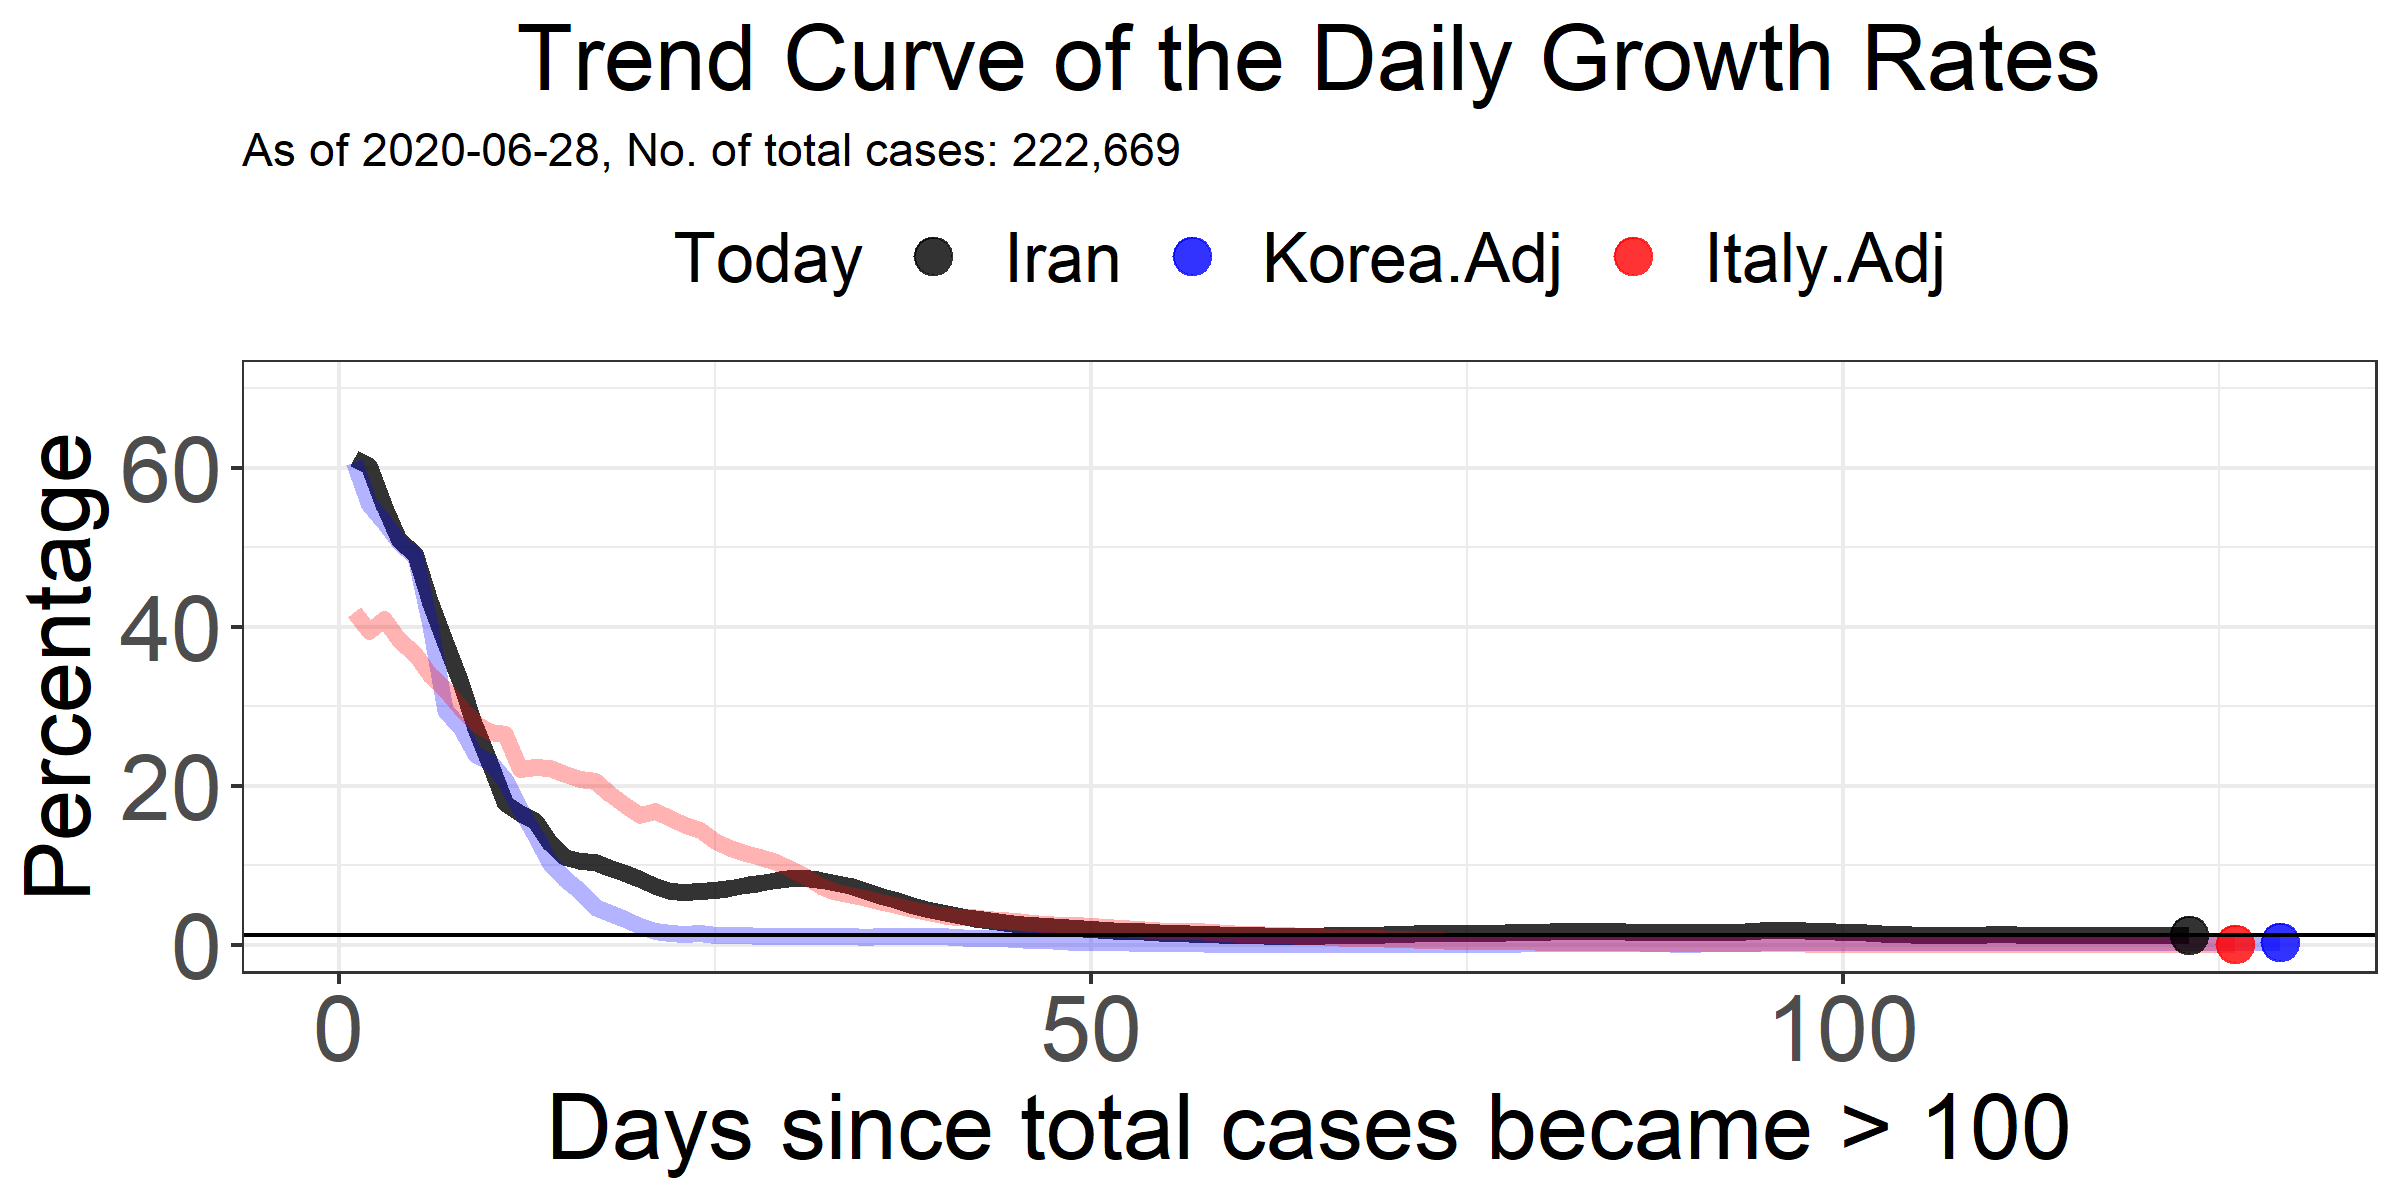 Trend Curve of the Daily Growth Rates
As of 2020-06-28, No. of total cases: 222,669
Today Iran Korea.Adj Italy.Adj
Percentage
60
40
20
0
0 50 100
Days since total cases became > 100